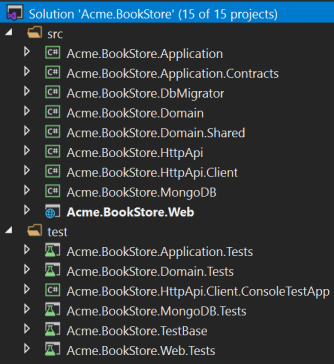 Solution 'Acme.BookStore' (15 of 15 projects)
src
C# Acme.BookStore.Application
C# Acme.BookStore.Application.Contracts
C# Acme.BookStore.DbMigrator
C# Acme.BookStore.Domain
C# Acme.BookStore.Domain.Shared
C# Acme.BookStore.HttpApi
C# Acme.BookStore.HttpApi.Client
C# Acme.BookStore.MongoDB
Acme.BookStore.Web
test
Acme.BookStore.Application.Tests
Acme.BookStore.Domain.Tests
C# Acme.BookStore.HttpApi.Client.ConsoleTestApp
Acme.BookStore.MongoDB.Tests
Acme.BookStore.TestBase
Acme.BookStore.Web.Tests